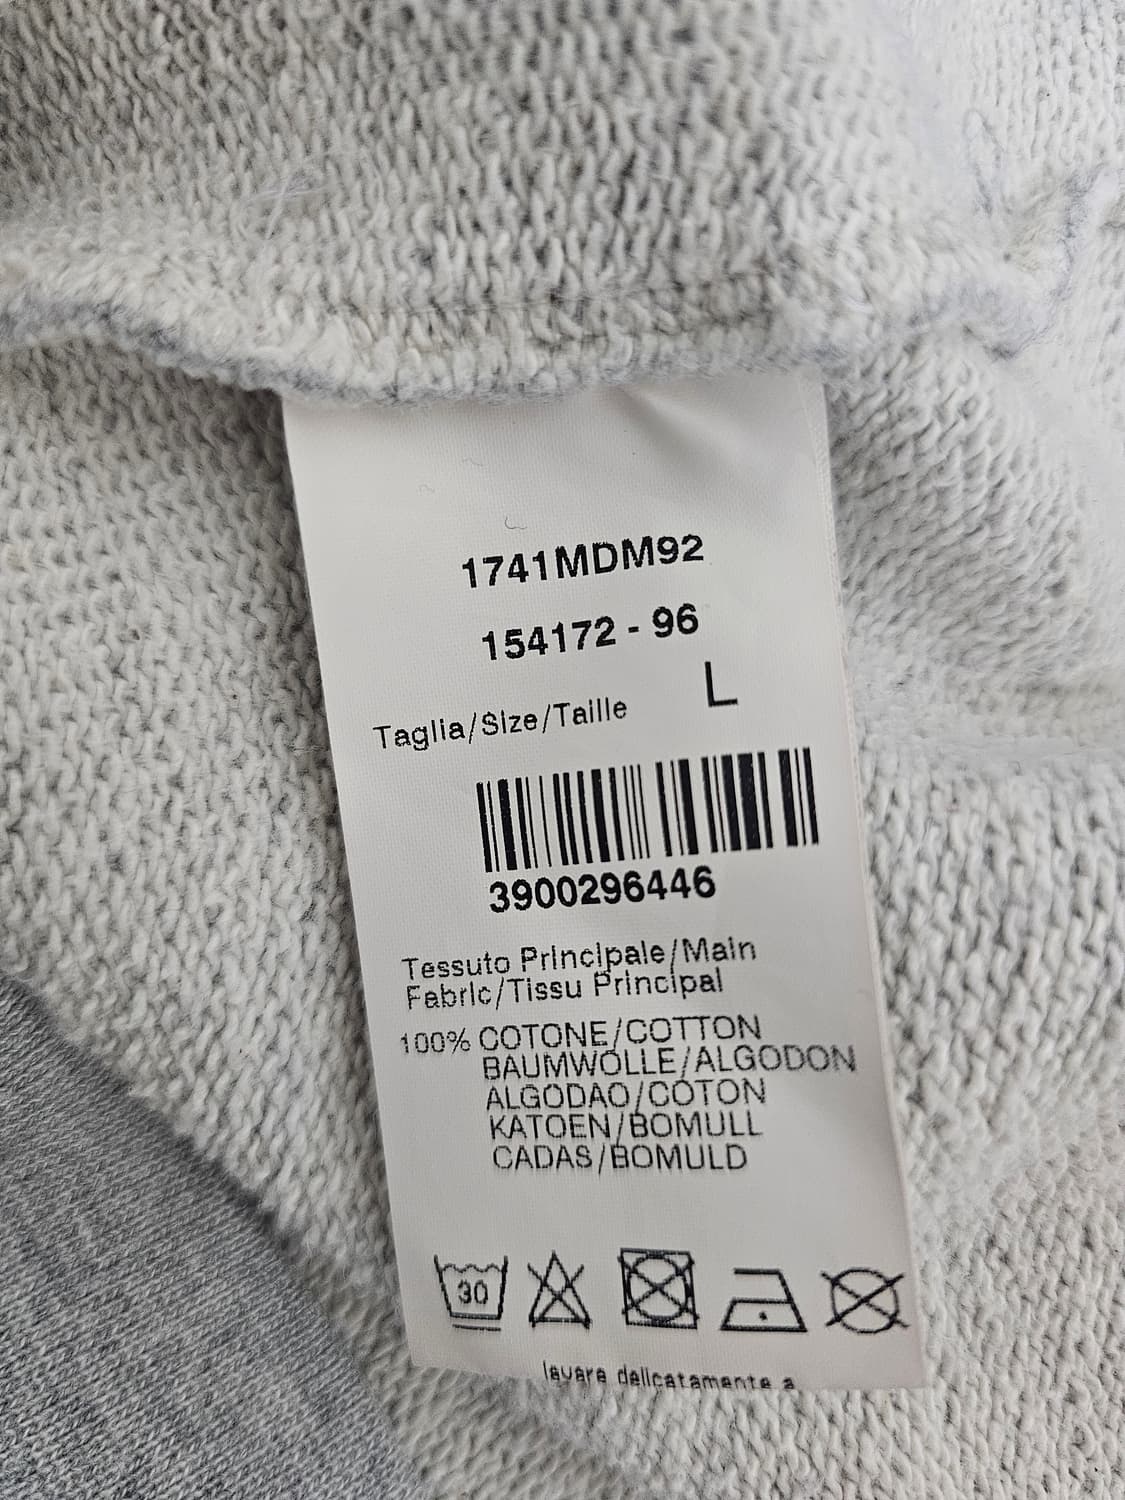 1741MDM92
154172 - 96
Taglia/Size/Taille L
3900296446
Tessuto Principale/Main
Fabric/Tissu Principal
100% COTONE/COTTON
BAUMWOLLE/ALGODON
ALGODAO/COTON
KATOEN/BOMULL
CADAS/BOMULD
30
lavare delicatamente a